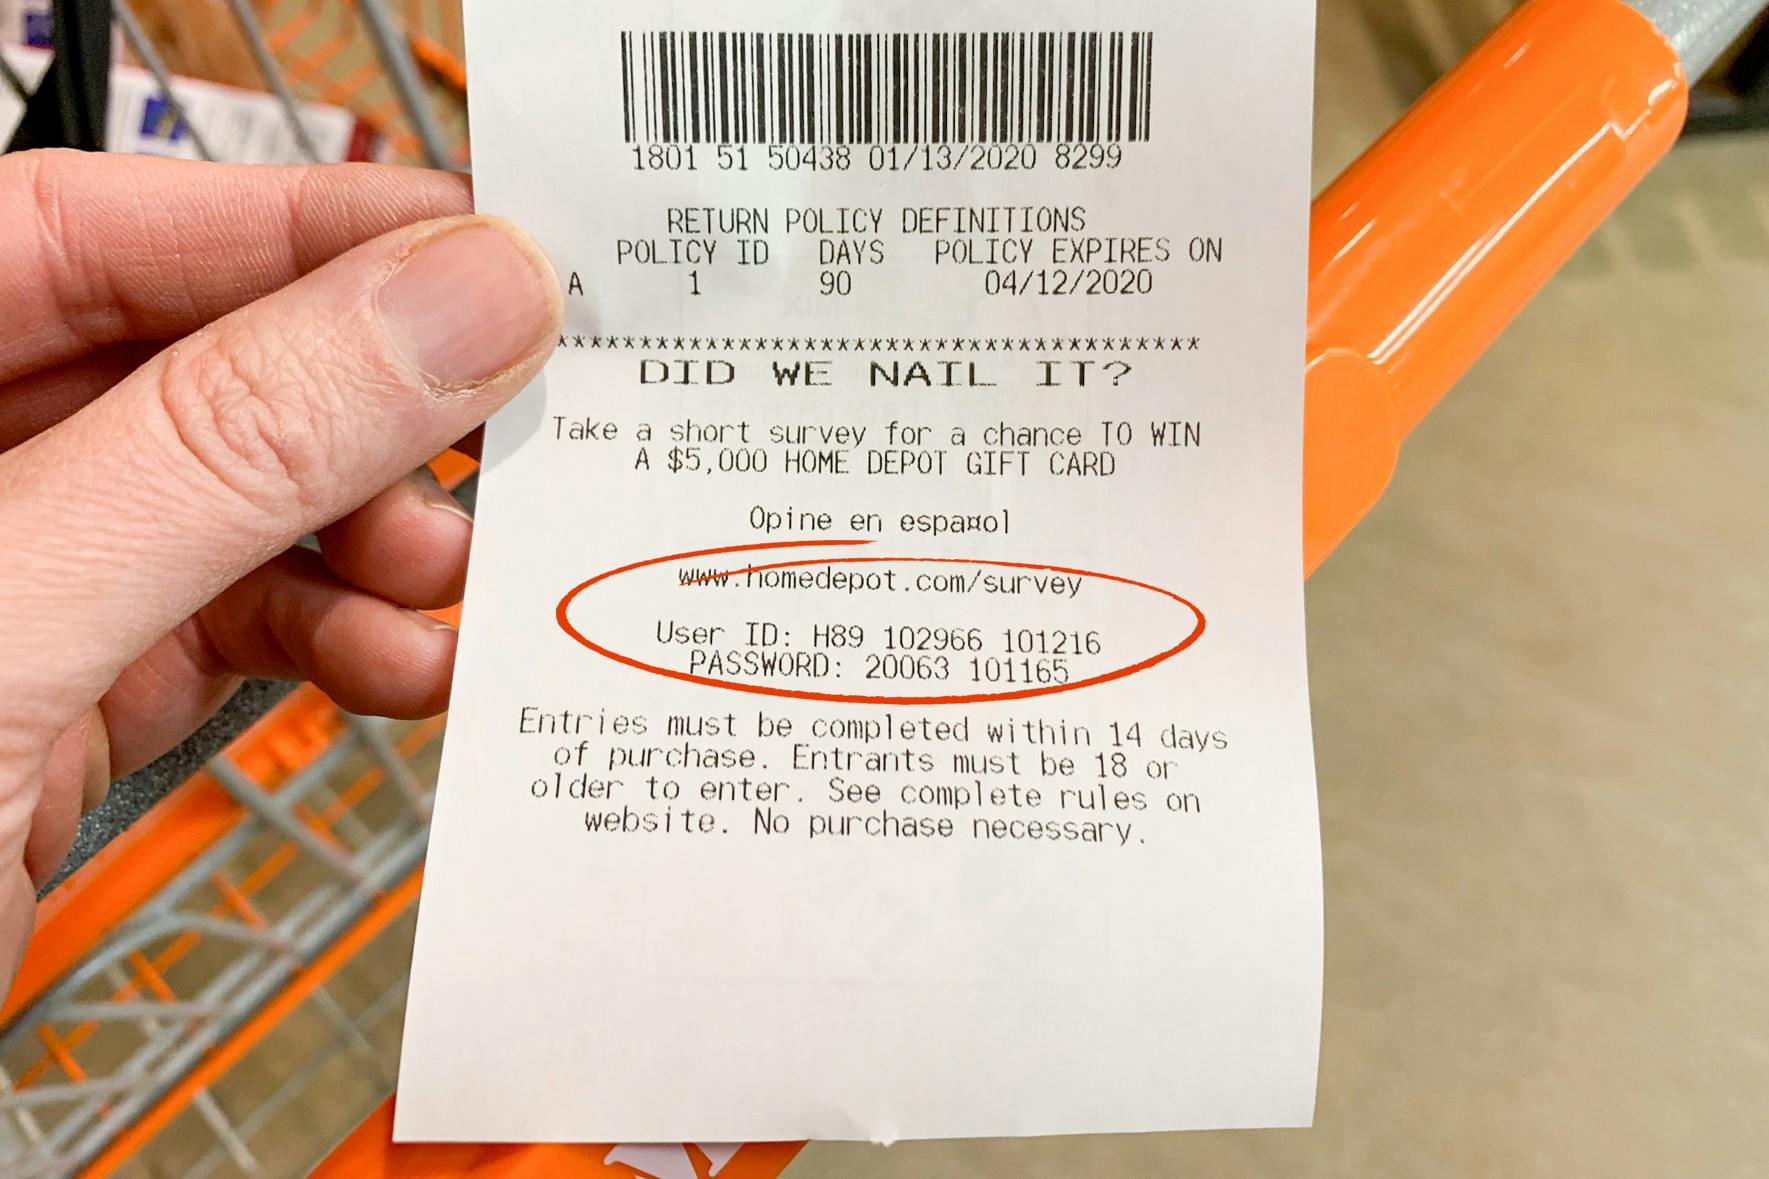 1801 51 50438 01/13/2020 8299
RETURN POLICY DEFINITIONS
POLICY ID DAYS POLICY EXPIRES ON
A 1 90 04/12/2020
***************************************
DID WE NAIL IT?
Take a short survey for a chance TO WIN
A $5,000 HOME DEPOT GIFT CARD
Opine en espa¤ol
www.homedepot.com/survey
User ID: H89 102966 101216
PASSWORD: 20063 101165
Entries must be completed within 14 days
of purchase. Entrants must be 18 or
older to enter. See complete rules on
website. No purchase necessary.